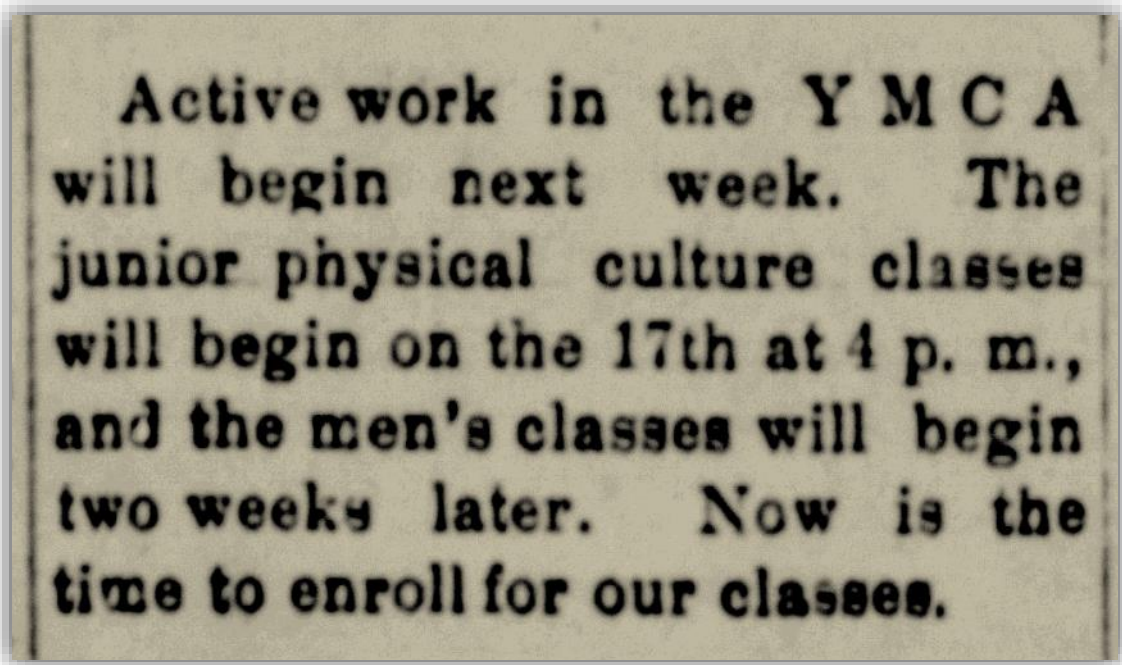 Active work in the Y M C A
will begin next week. The
junior physical culture classes
will begin on the 17th at 4 p. m.,
and the men's classes will begin
two weeks later. Now is the
time to enroll for our classes.